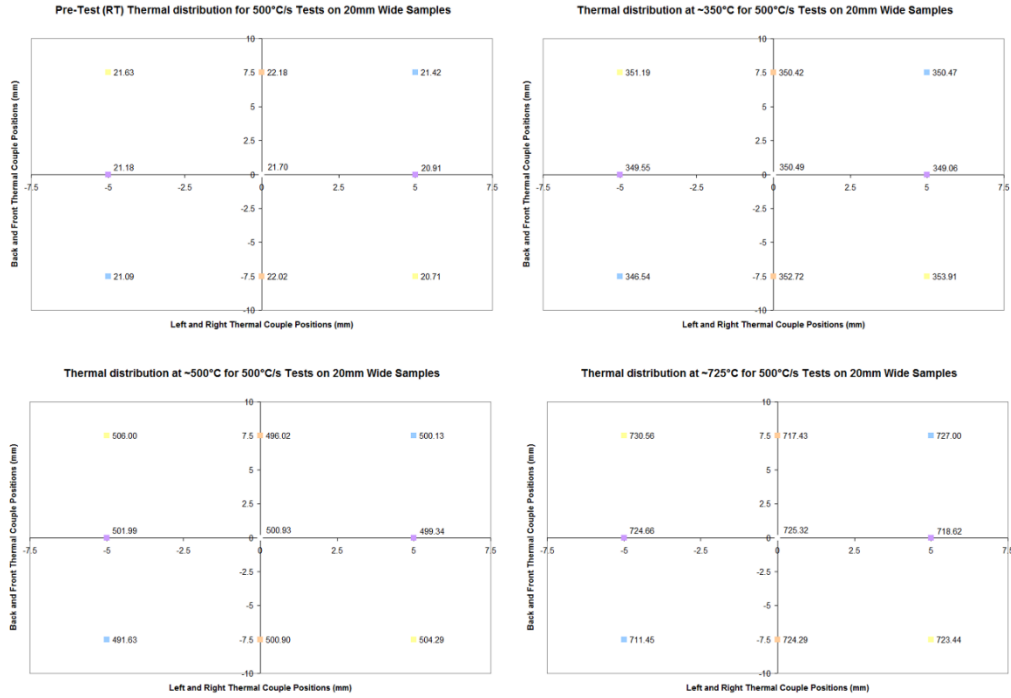 Pre-Test (RT) Thermal distribution for 500°C/s Tests on 20mm Wide Samples
Back and Front Thermal Couple Positions (mm)
10
21.63 7.5 22.18 21.42
5
2.5
21.18 21.70 20.91
0
-7.5 -5 -2.5 0 2.5 5 7.5
-2.5
-5
21.09 -7.5 22.02 20.71
-10
Left and Right Thermal Couple Positions (mm)
Thermal distribution at ~350°C for 500°C/s Tests on 20mm Wide Samples
Back and Front Thermal Couple Positions (mm)
10
351.19 7.5 350.42 350.47
5
2.5
349.55 350.49 349.06
0
-7.5 -5 -2.5 0 2.5 5 7.5
-2.5
-5
346.54 -7.5 352.72 353.91
-10
Left and Right Thermal Couple Positions (mm)
Thermal distribution at ~500°C for 500°C/s Tests on 20mm Wide Samples
Back and Front Thermal Couple Positions (mm)
10
506.00 7.5 496.02 500.13
5
2.5
501.99 500.93 499.34
0
-7.5 -5 -2.5 0 2.5 5 7.5
-2.5
-5
491.63 -7.5 500.90 504.29
-10
Left and Right Thermal Couple Positions (mm)
Thermal distribution at ~725°C for 500°C/s Tests on 20mm Wide Samples
Back and Front Thermal Couple Positions (mm)
10
730.56 7.5 717.43 727.00
5
2.5
724.66 725.32 718.62
0
-7.5 -5 -2.5 0 2.5 5 7.5
-2.5
-5
711.45 -7.5 724.29 723.44
-10
Left and Right Thermal Couple Positions (mm)